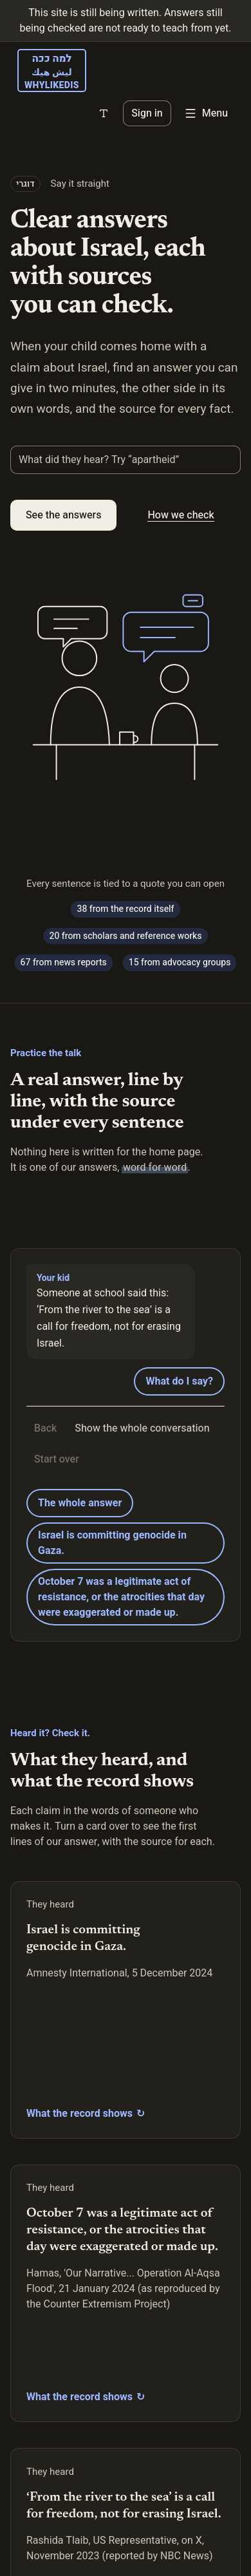 This site is still being written. Answers still
being checked are not ready to teach from yet.
למה ככה
ليش هيك
WHYLIKEDIS
Sign in
Menu
דוגרי
Say it straight
Clear answers
about Israel, each
with sources
you can check.
When your child comes home with a
claim about Israel, find an answer you can
give in two minutes, the other side in its
own words, and the source for every fact.
What did they hear? Try “apartheid”
See the answers
How we check
Every sentence is tied to a quote you can open
38 from the record itself
20 from scholars and reference works
67 from news reports
15 from advocacy groups
Practice the talk
A real answer, line by
line, with the source
under every sentence
Nothing here is written for the home page.
It is one of our answers, word for word.
Your kid
Someone at school said this:
‘From the river to the sea’ is a
call for freedom, not for erasing
Israel.
What do I say?
Back
Show the whole conversation
Start over
The whole answer
Israel is committing genocide in
Gaza.
October 7 was a legitimate act of
resistance, or the atrocities that day
were exaggerated or made up.
Heard it? Check it.
What they heard, and
what the record shows
Each claim in the words of someone who
makes it. Turn a card over to see the first
lines of our answer, with the source for each.
They heard
Israel is committing
genocide in Gaza.
Amnesty International, 5 December 2024
What the record shows ↻
They heard
October 7 was a legitimate act of
resistance, or the atrocities that
day were exaggerated or made up.
Hamas, 'Our Narrative... Operation Al-Aqsa
Flood', 21 January 2024 (as reproduced by
the Counter Extremism Project)
What the record shows ↻
They heard
‘From the river to the sea’ is a call
for freedom, not for erasing Israel.
Rashida Tlaib, US Representative, on X,
November 2023 (reported by NBC News)